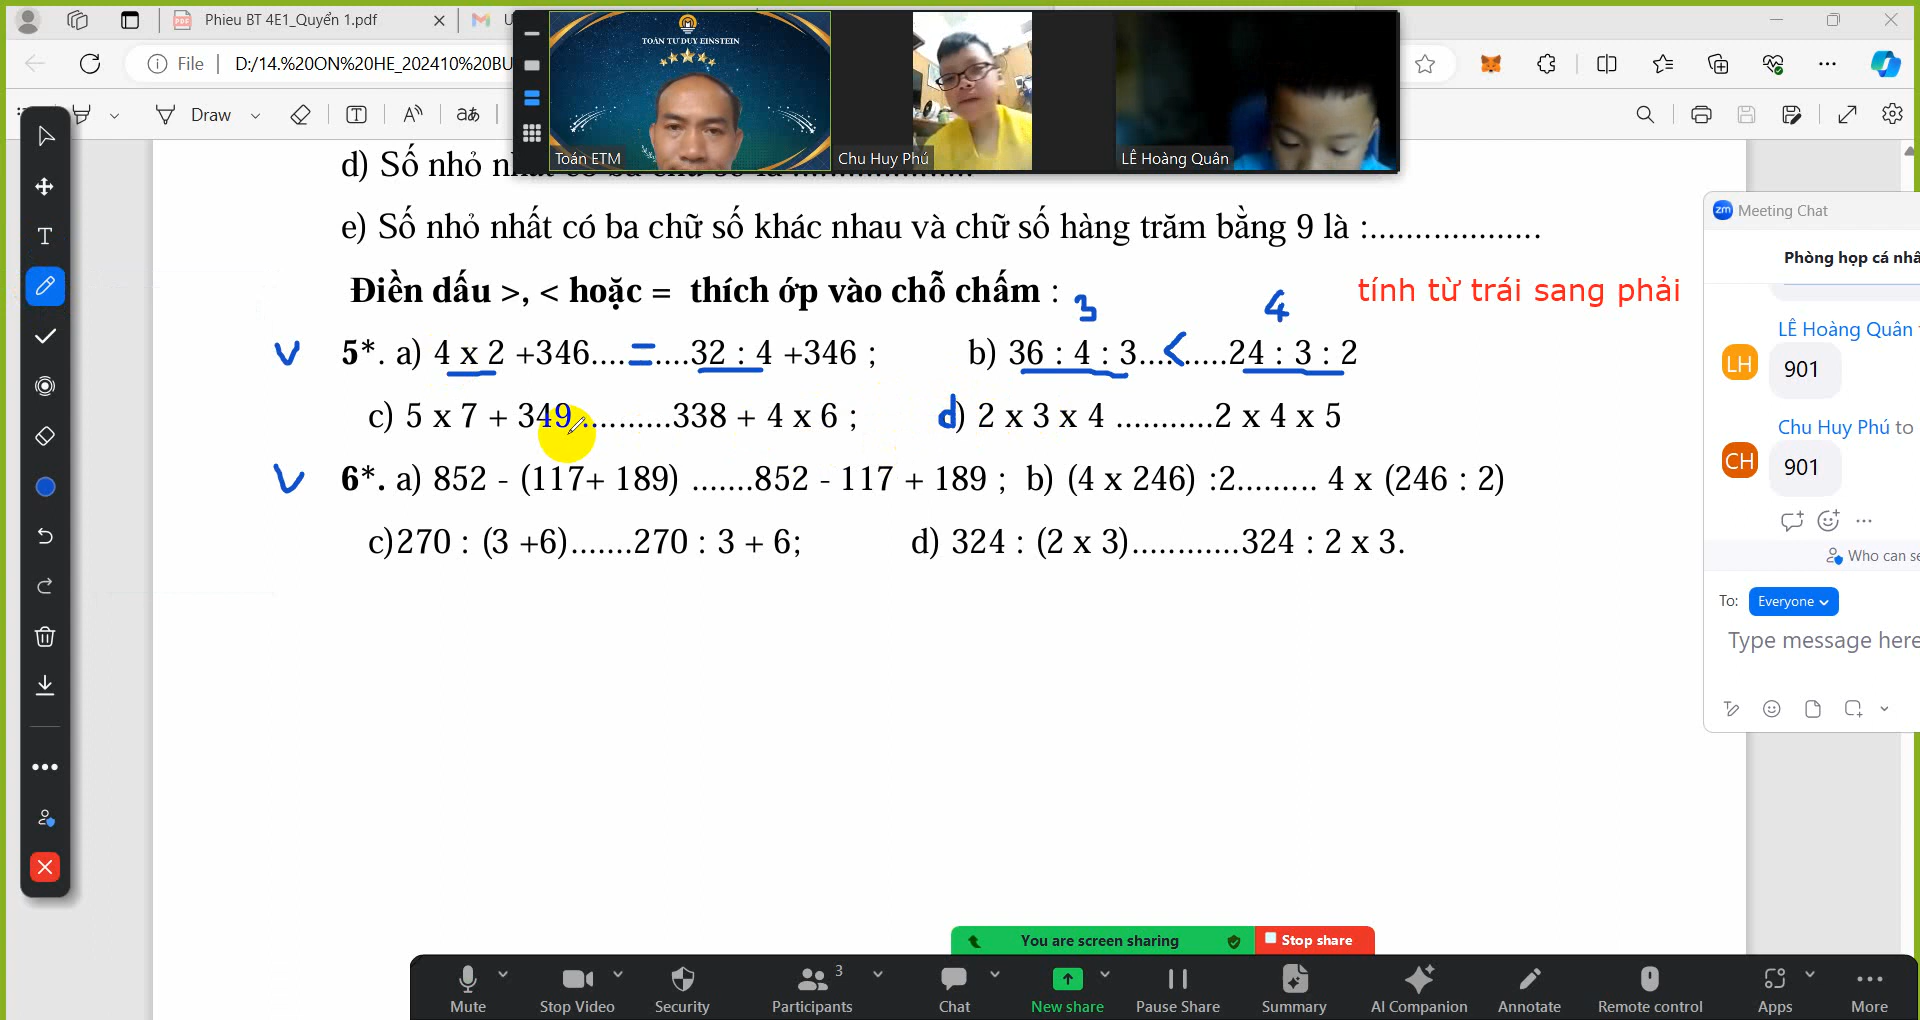 Phieu BT 4E1_Quyển 1.pdf
File
D:/14.%20ON%20HE_202410%20BU
Draw
TOÁN TƯ DUY EINSTEIN
Toán ETM
Chu Huy Phú
LÊ Hoàng Quân
d) Số nhỏ
e) Số nhỏ nhất có ba chữ số khác nhau và chữ số hàng trăm bằng 9 là :...................
Điền dấu >, < hoặc = thích ớp vào chỗ chấm :
tính từ trái sang phải
3
4
V 5*. a) 4 x 2 +346....=....32 : 4 +346 ; b) 36 : 4 : 3...<.....24 : 3 : 2
c) 5 x 7 + 349..........338 + 4 x 6 ; d) 2 x 3 x 4 ...........2 x 4 x 5
V 6*. a) 852 - (117+ 189) .......852 - 117 + 189 ; b) (4 x 246) :2......... 4 x (246 : 2)
c)270 : (3 +6).......270 : 3 + 6; d) 324 : (2 x 3)............324 : 2 x 3.
zm Meeting Chat
Phòng họp cá nhâ
LÊ Hoàng Quân
LH
901
Chu Huy Phú to
CH
901
Who can se
To: Everyone
Type message here
You are screen sharing
Stop share
Mute
Stop Video
Security
Participants 3
Chat
New share
Pause Share
Summary
AI Companion
Annotate
Remote control
Apps
More